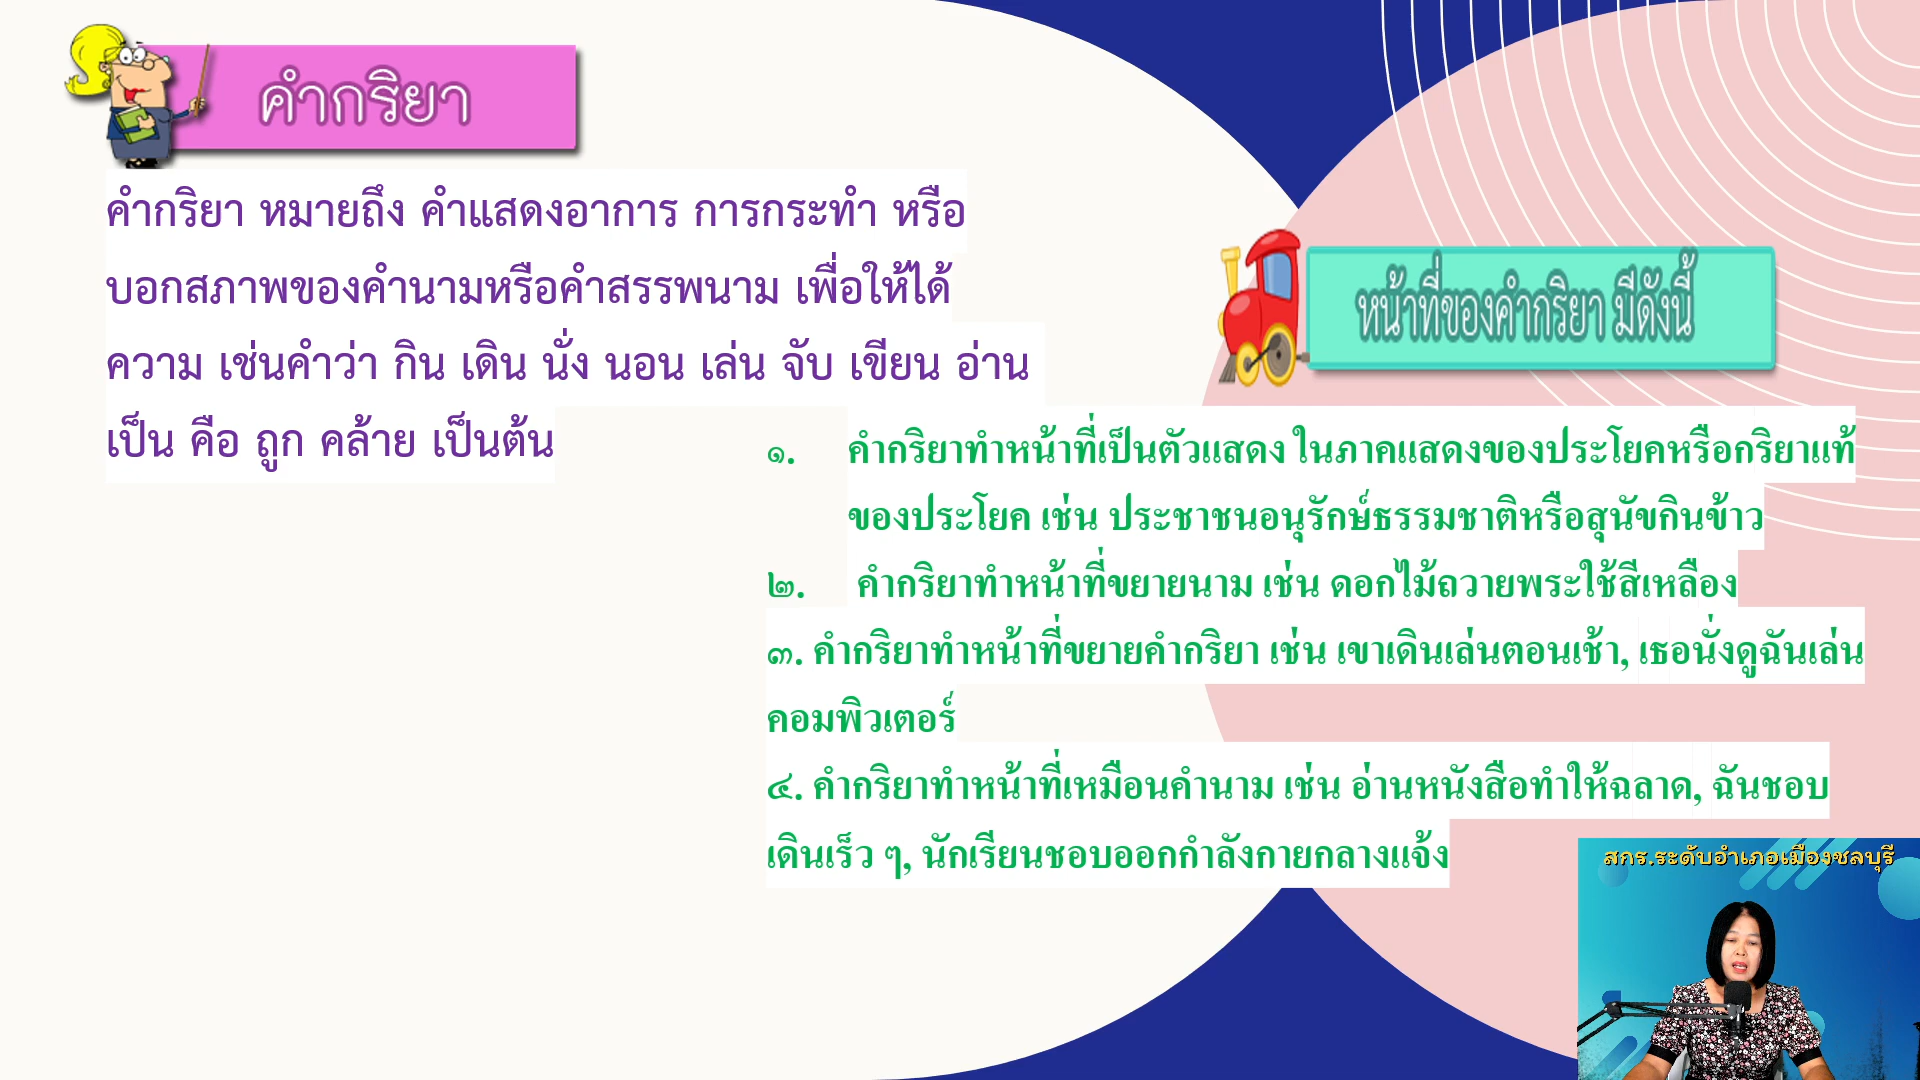 คำกริยา
คำกริยา หมายถึง คำแสดงอาการ การกระทำ หรือ
บอกสภาพของคำนามหรือคำสรรพนาม เพื่อให้ได้
ความ เช่นคำว่า กิน เดิน นั่ง นอน เล่น จับ เขียน อ่าน
เป็น คือ ถูก คล้าย เป็นต้น
หน้าที่ของคำกริยา มีดังนี้
๑. คำกริยาทำหน้าที่เป็นตัวแสดง ในภาคแสดงของประโยคหรือกริยาแท้
ของประโยค เช่น ประชาชนอนุรักษ์ธรรมชาติหรือสุนัขกินข้าว
๒. คำกริยาทำหน้าที่ขยายนาม เช่น ดอกไม้ถวายพระใช้สีเหลือง
๓. คำกริยาทำหน้าที่ขยายคำกริยา เช่น เขาเดินเล่นตอนเช้า, เธอนั่งดูฉันเล่น
คอมพิวเตอร์
๔. คำกริยาทำหน้าที่เหมือนคำนาม เช่น อ่านหนังสือทำให้ฉลาด, ฉันชอบ
เดินเร็ว ๆ, นักเรียนชอบออกกำลังกายกลางแจ้ง
สกร.ระดับอำเภอเมืองชลบุรี